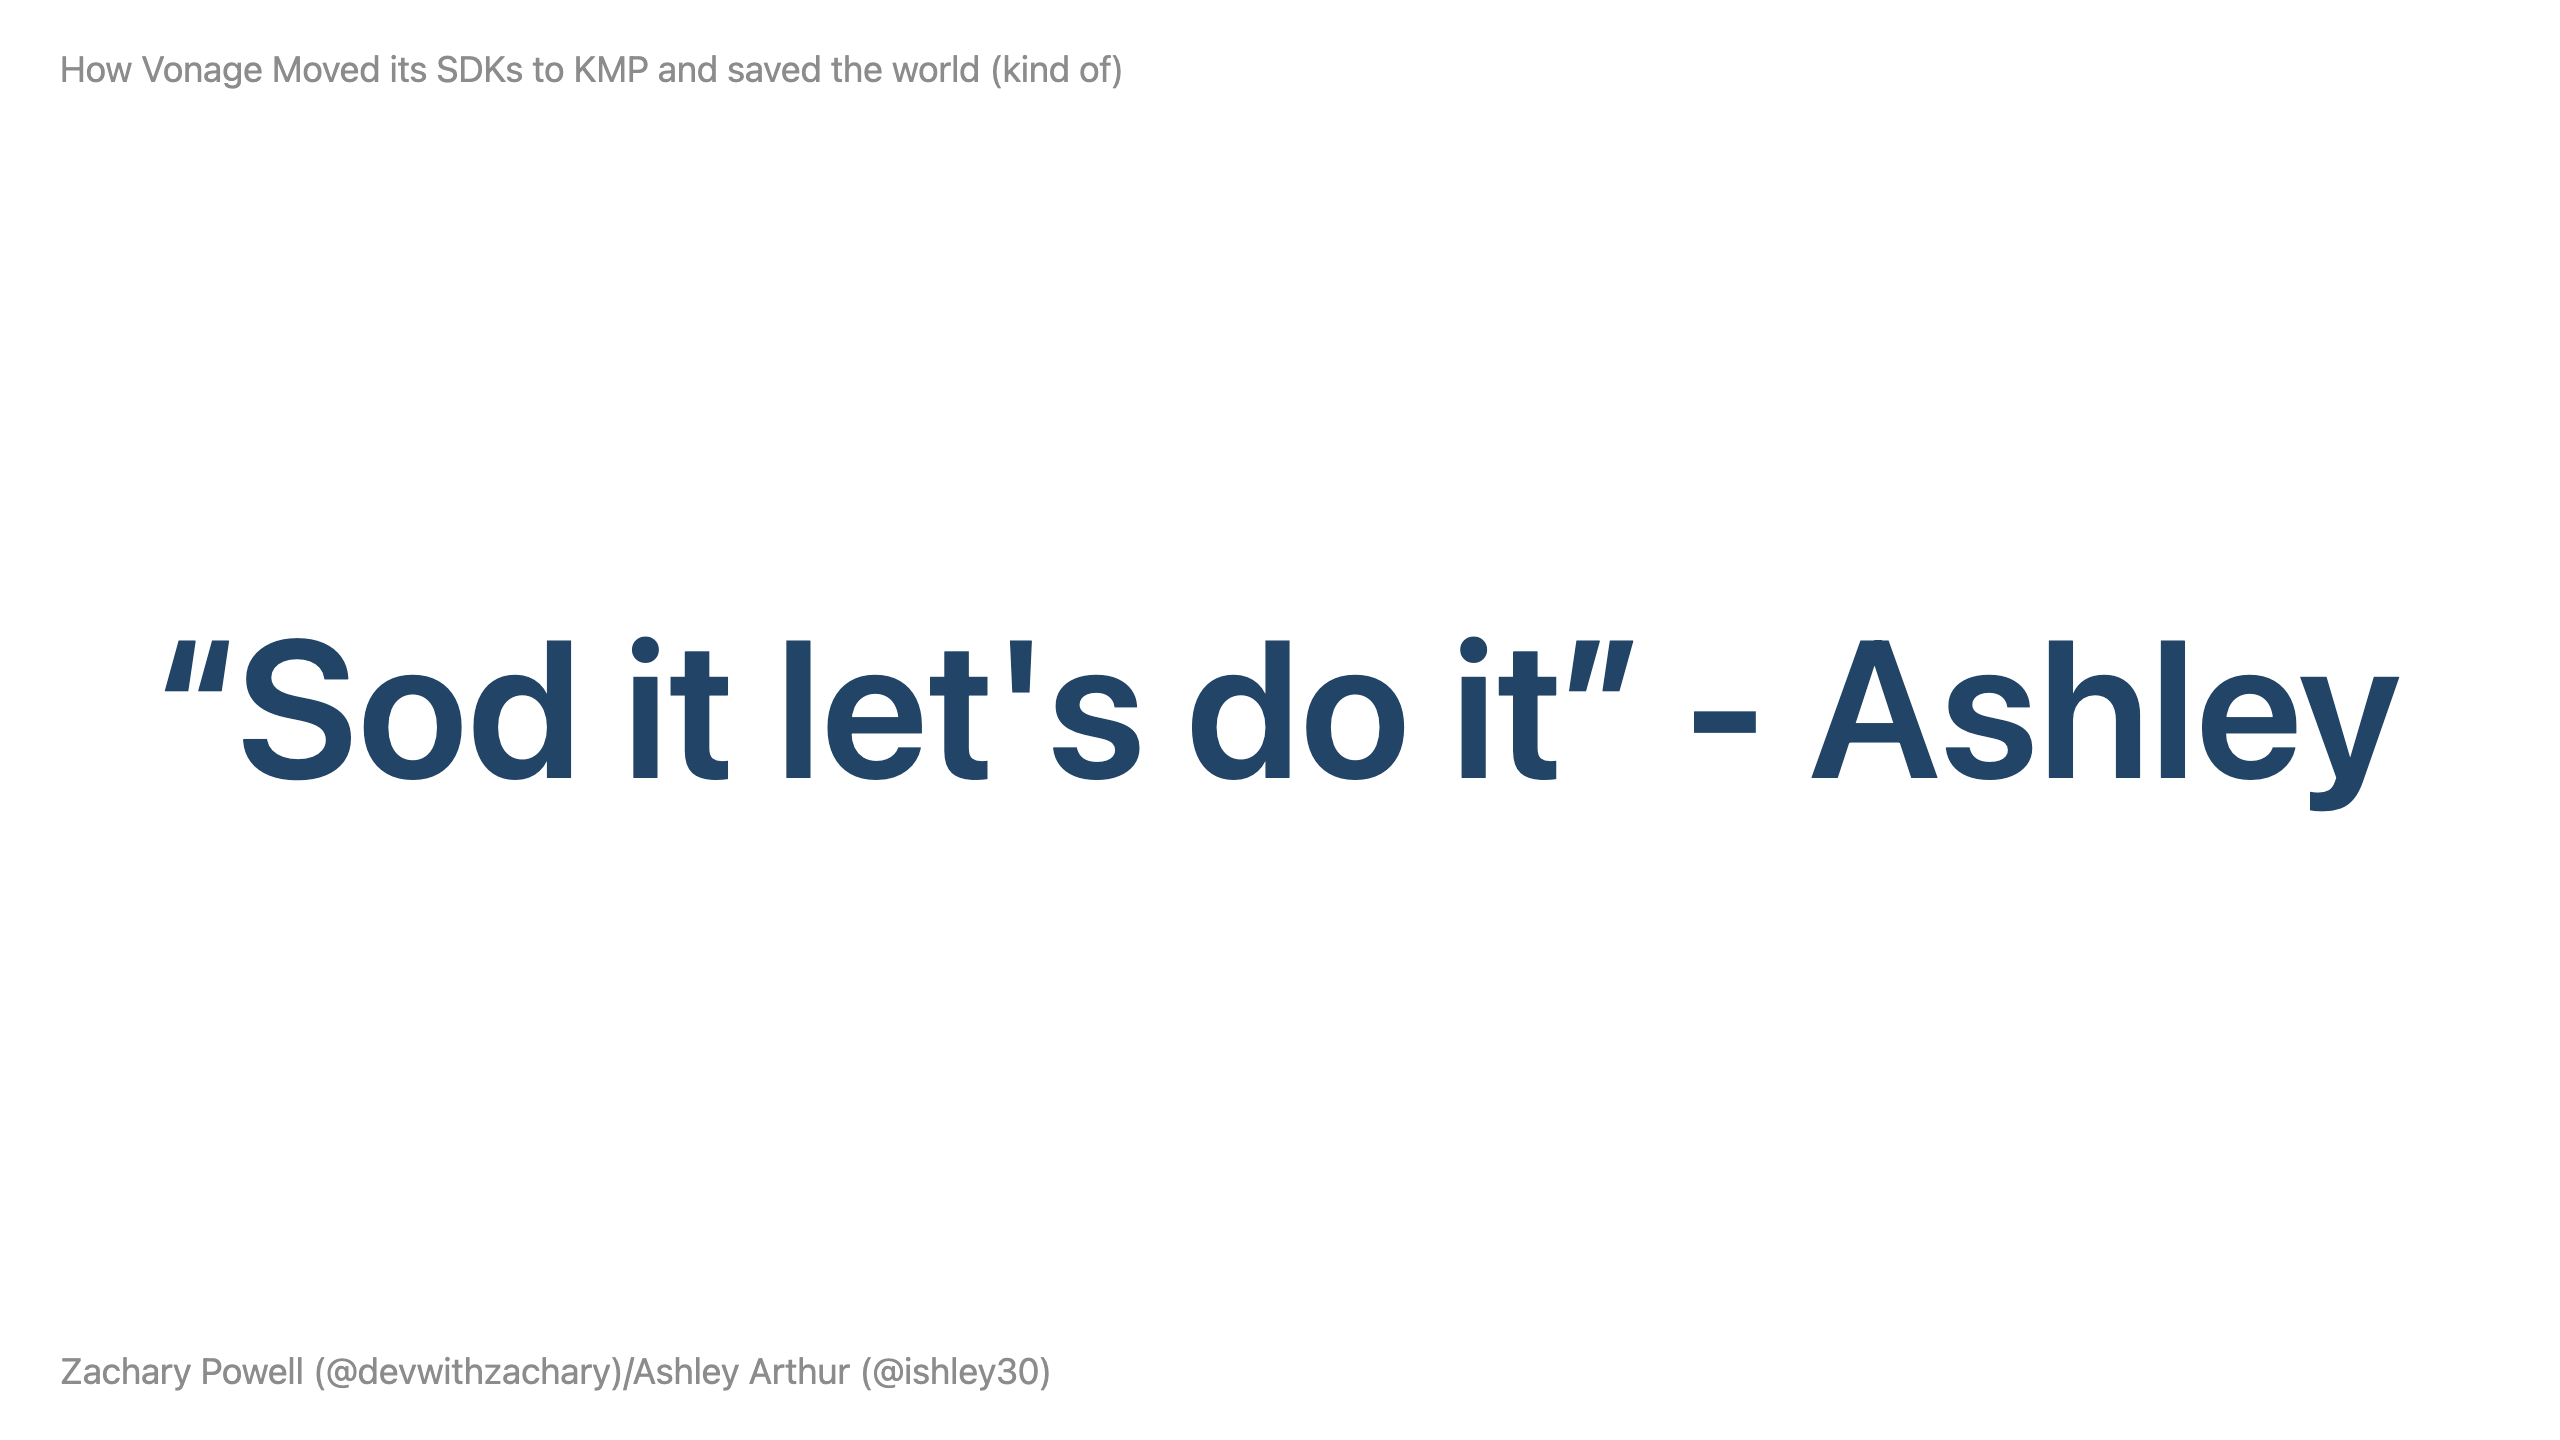 How Vonage Moved its SDKs to KMP and saved the world (kind of)
“Sod it let's do it” - Ashley
Zachary Powell (@devwithzachary)/Ashley Arthur (@ishley30)